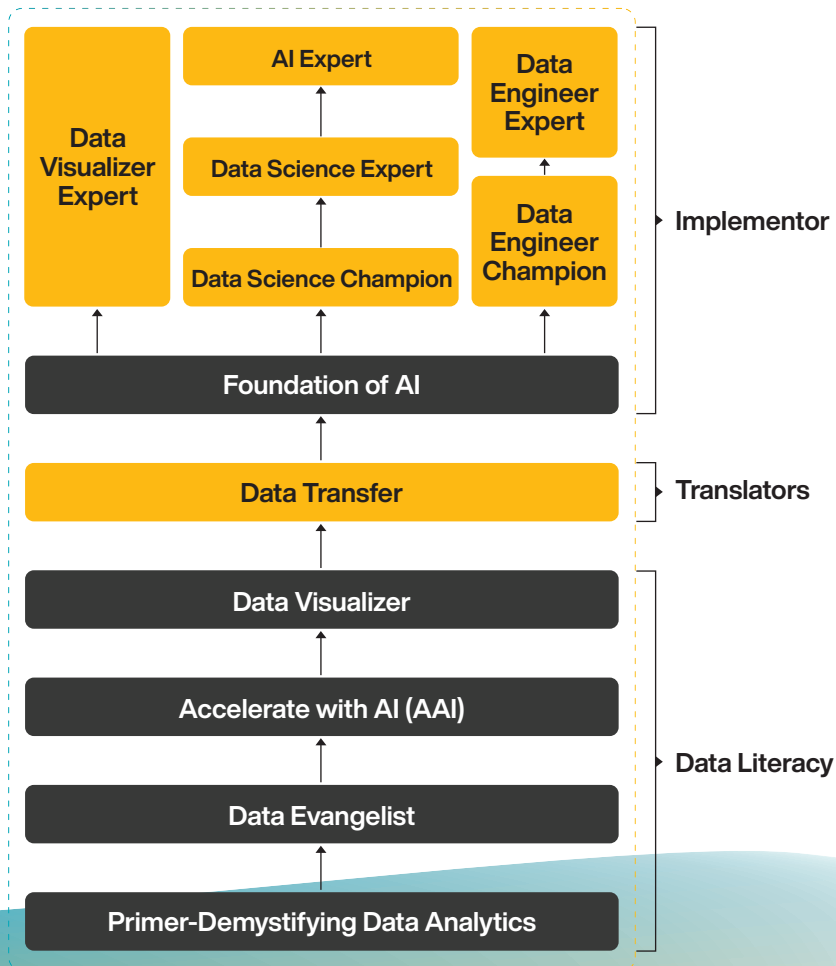 AI Expert
Data
Engineer
Expert
Data
Visualizer
Expert
Data Science Expert
Data
Engineer
Champion
Implementor
Data Science Champion
Foundation of AI
Data Transfer
Translators
Data Visualizer
Accelerate with AI (AAI)
Data Literacy
Data Evangelist
Primer-Demystifying Data Analytics